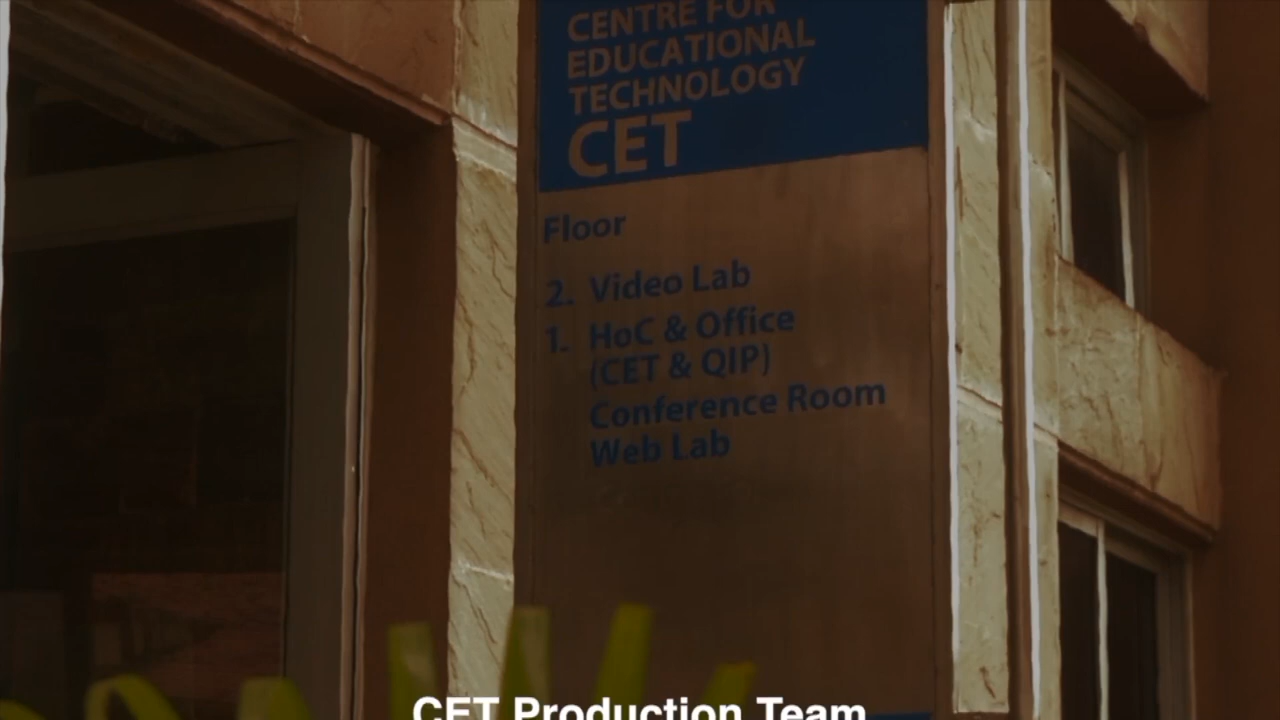 CENTRE FOR
EDUCATIONAL
TECHNOLOGY
CET
Floor
2. Video Lab
1. HoC & Office
(CET & QIP)
Conference Room
Web Lab
CET Production Team